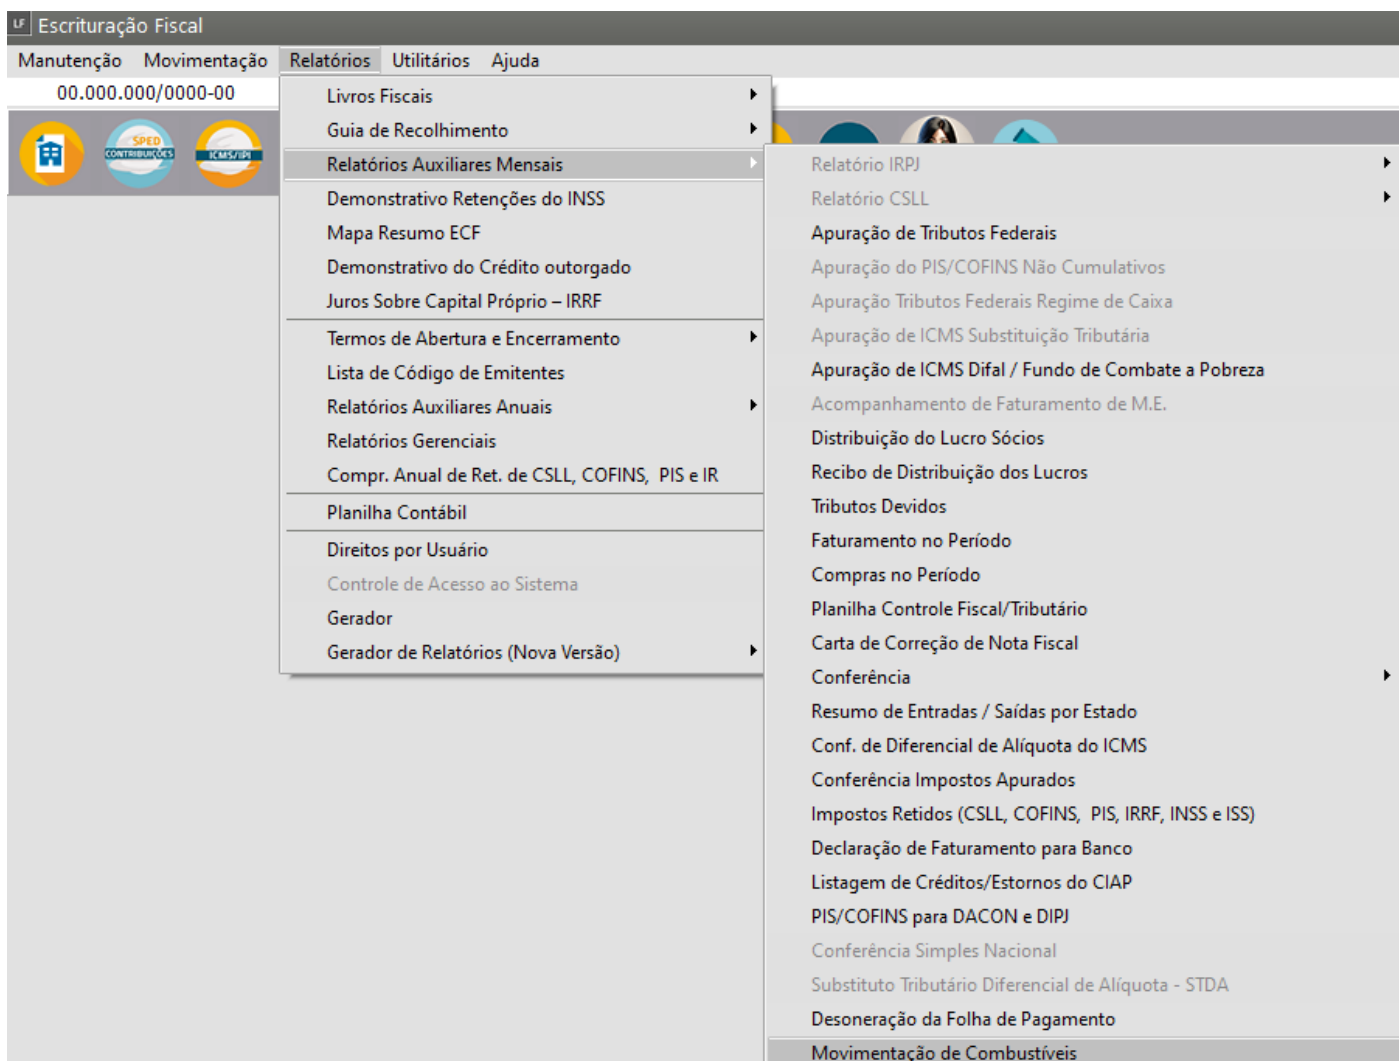 LF Escrituração Fiscal
Manutenção Movimentação Relatórios Utilitários Ajuda
00.000.000/0000-00
SPED
CONTRIBUIÇÕES
ICMS/IPI
Livros Fiscais
Guia de Recolhimento
Relatórios Auxiliares Mensais
Demonstrativo Retenções do INSS
Mapa Resumo ECF
Demonstrativo do Crédito outorgado
Juros Sobre Capital Próprio – IRRF
Termos de Abertura e Encerramento
Lista de Código de Emitentes
Relatórios Auxiliares Anuais
Relatórios Gerenciais
Compr. Anual de Ret. de CSLL, COFINS, PIS e IR
Planilha Contábil
Direitos por Usuário
Controle de Acesso ao Sistema
Gerador
Gerador de Relatórios (Nova Versão)
Relatório IRPJ
Relatório CSLL
Apuração de Tributos Federais
Apuração do PIS/COFINS Não Cumulativos
Apuração Tributos Federais Regime de Caixa
Apuração de ICMS Substituição Tributária
Apuração de ICMS Difal / Fundo de Combate a Pobreza
Acompanhamento de Faturamento de M.E.
Distribuição do Lucro Sócios
Recibo de Distribuição dos Lucros
Tributos Devidos
Faturamento no Período
Compras no Período
Planilha Controle Fiscal/Tributário
Carta de Correção de Nota Fiscal
Conferência
Resumo de Entradas / Saídas por Estado
Conf. de Diferencial de Alíquota do ICMS
Conferência Impostos Apurados
Impostos Retidos (CSLL, COFINS, PIS, IRRF, INSS e ISS)
Declaração de Faturamento para Banco
Listagem de Créditos/Estornos do CIAP
PIS/COFINS para DACON e DIPJ
Conferência Simples Nacional
Substituto Tributário Diferencial de Alíquota - STDA
Desoneração da Folha de Pagamento
Movimentação de Combustíveis